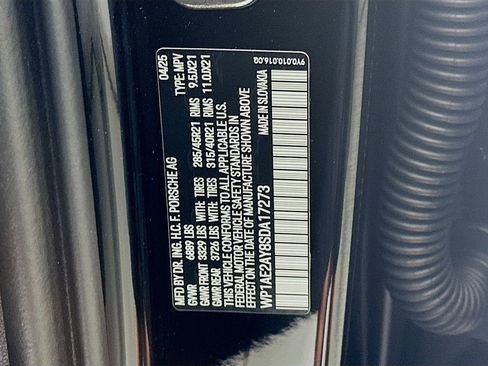 MFD BY DR. ING. H.C. F. PORSCHE AG 04/25
GVWR 6889 LBS TYPE: MPV
GAWR FRONT 3329 LBS WITH: TIRES 285/45R21 RIMS 9.5JX21
GAWR REAR 3726 LBS WITH: TIRES 315/40R21 RIMS 11.0JX21
THIS VEHICLE CONFORMS TO ALL APPLICABLE U.S.
FEDERAL MOTOR VEHICLE SAFETY STANDARDS IN
EFFECT ON THE DATE OF MANUFACTURE SHOWN ABOVE.
WP1AE2AY8SDA17273 MADE IN SLOVAKIA
9Y0.010.016.GQ